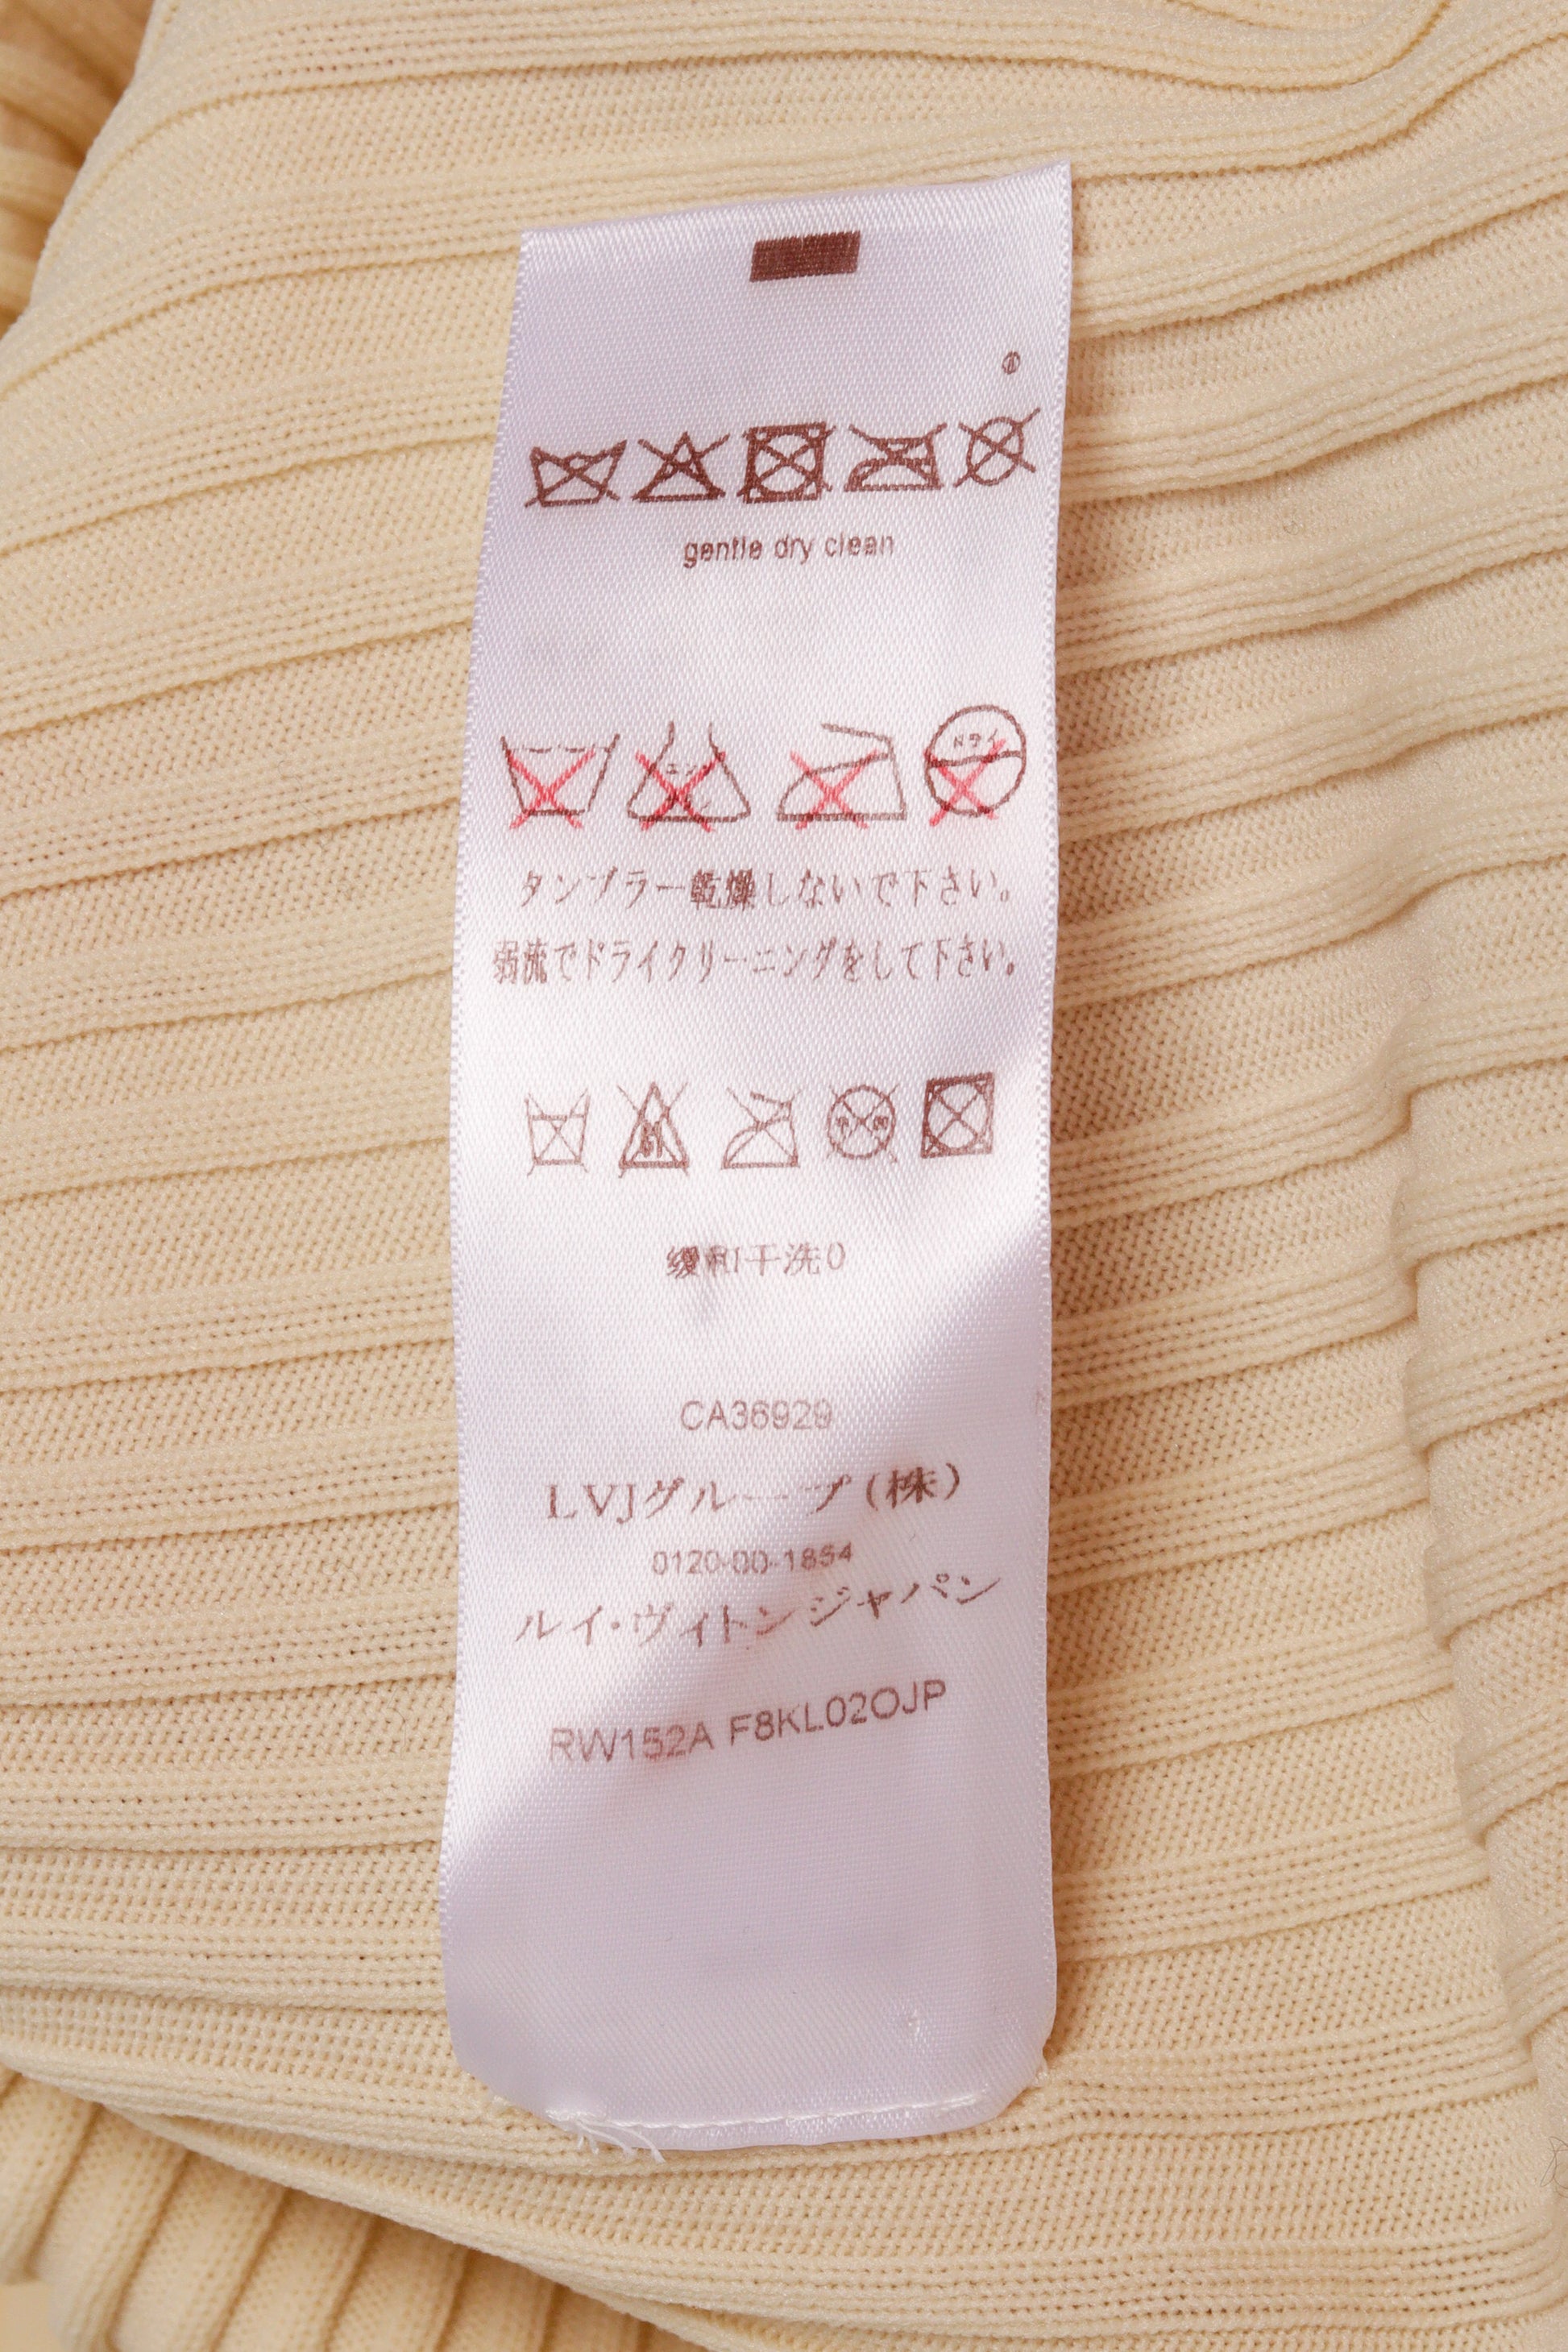 gentle dry clean
ドライ
タンブラー乾燥しないで下さい。
弱流でドライクリーニングをして下さい。
缓和干洗0
CA36929
LVJグループ(株)
0120-00-1854
ルイ・ヴィトンジャパン
RW152A F8KL02OJP